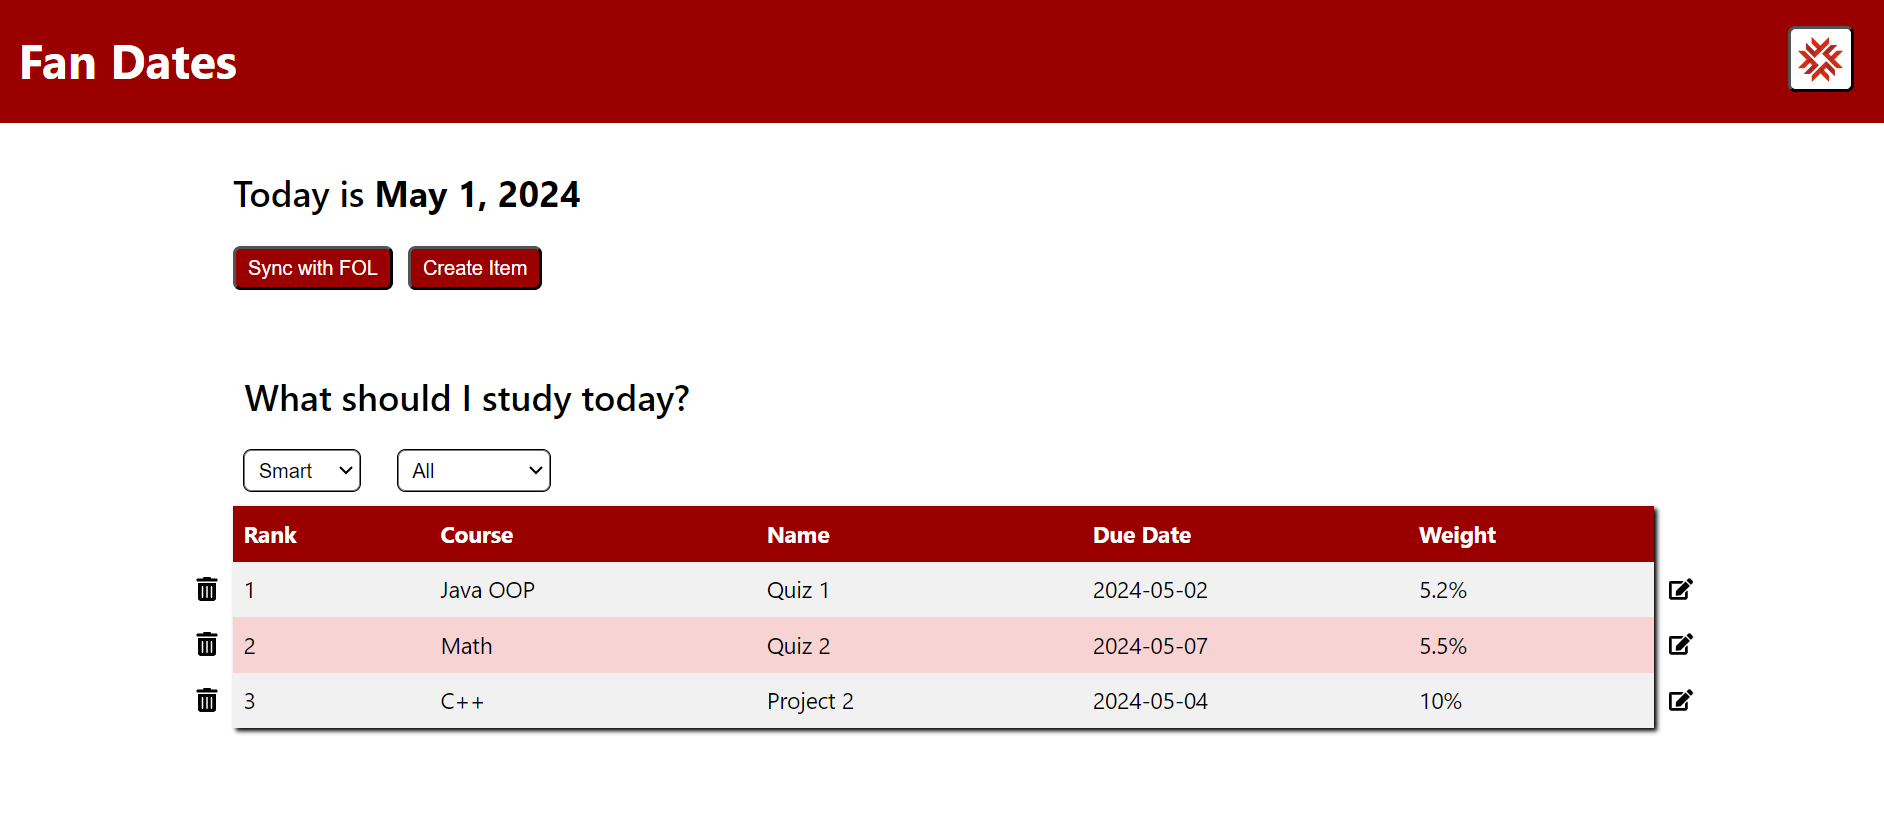 Fan Dates
Today is May 1, 2024
Sync with FOL Create Item
What should I study today?
Smart All
Rank Course Name Due Date Weight
1 Java OOP Quiz 1 2024-05-02 5.2%
2 Math Quiz 2 2024-05-07 5.5%
3 C++ Project 2 2024-05-04 10%